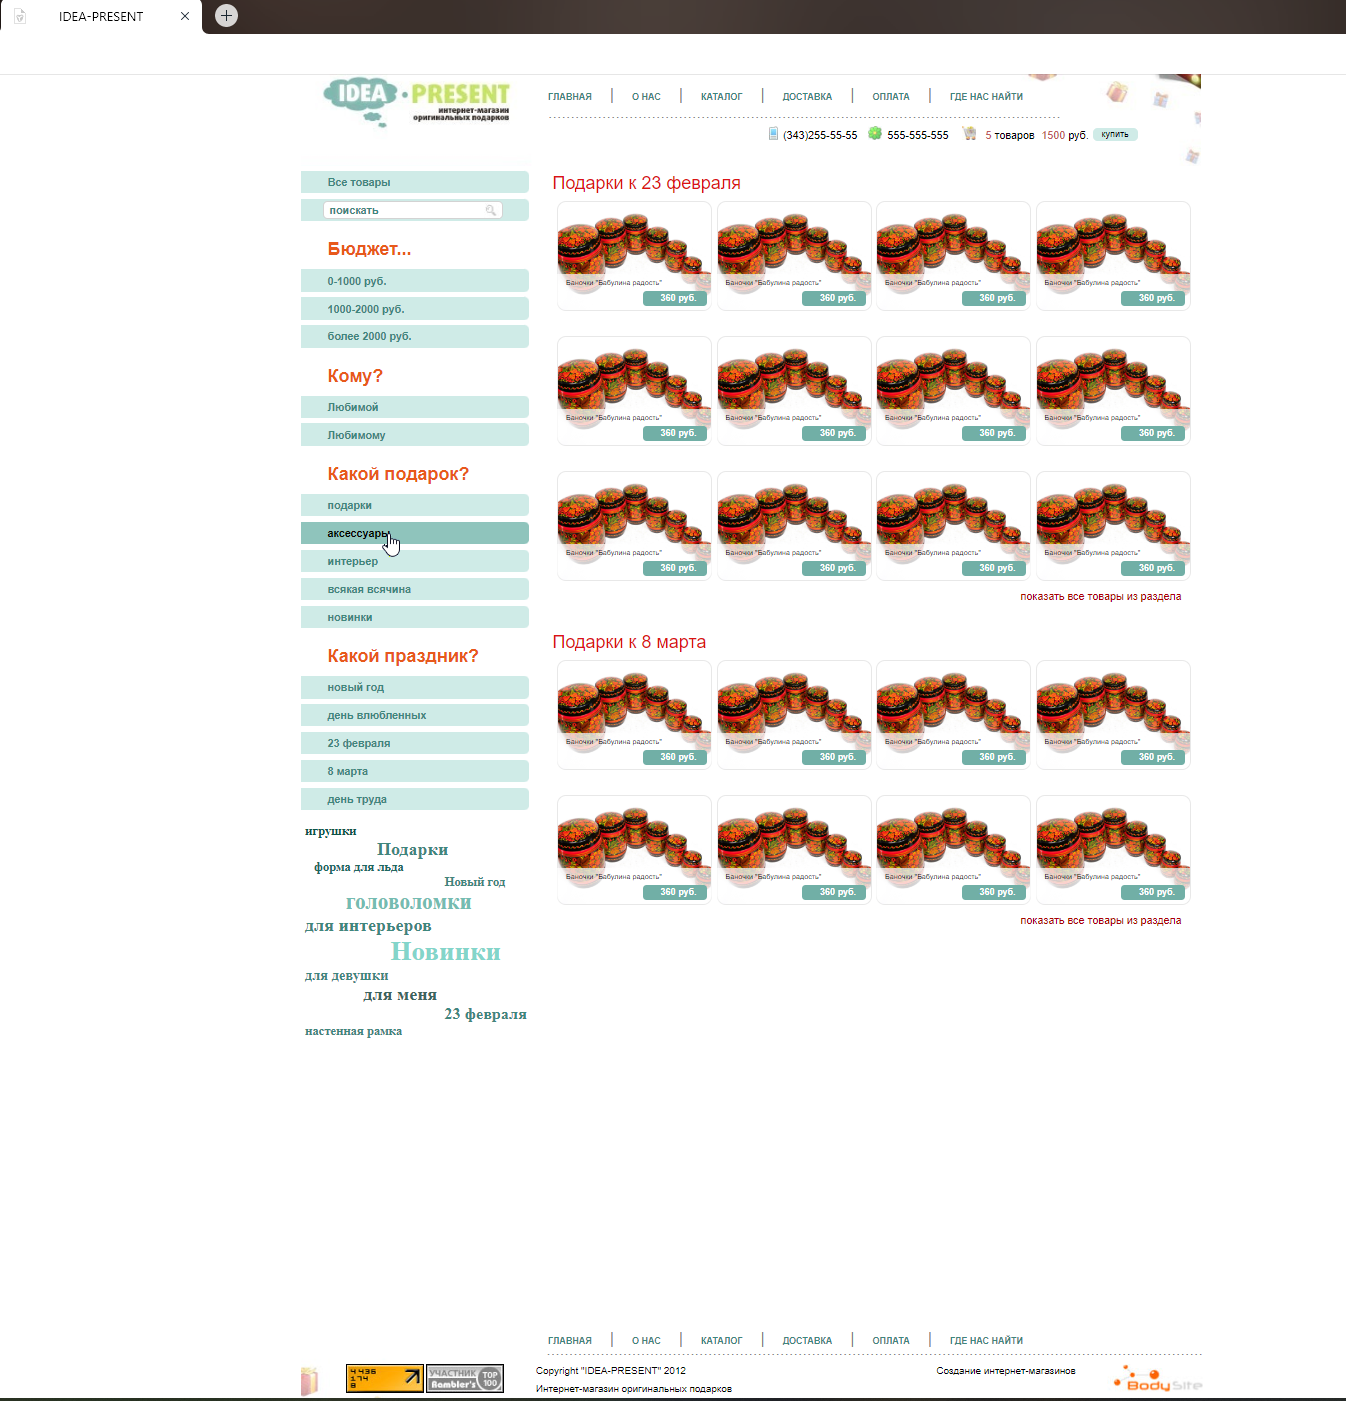 IDEA-PRESENT
IDEA · PRESENT
интернет-магазин
оригинальных подарков
ГЛАВНАЯ | О НАС | КАТАЛОГ | ДОСТАВКА | ОПЛАТА | ГДЕ НАС НАЙТИ
(343)255-55-55 555-555-555 5 товаров 1500 руб. купить
Все товары
поискать
Бюджет...
0-1000 руб.
1000-2000 руб.
более 2000 руб.
Кому?
Любимой
Любимому
Какой подарок?
подарки
аксессуары
интерьер
всякая всячина
новинки
Какой праздник?
новый год
день влюбленных
23 февраля
8 марта
день труда
игрушки
Подарки
форма для льда
Новый год
головоломки
для интерьеров
Новинки
для девушки
для меня
23 февраля
настенная рамка
Подарки к 23 февраля
Баночки "Бабулина радость" Баночки "Бабулина радость" Баночки "Бабулина радость" Баночки "Бабулина радость"
360 руб. 360 руб. 360 руб. 360 руб.
Баночки "Бабулина радость" Баночки "Бабулина радость" Баночки "Бабулина радость" Баночки "Бабулина радость"
360 руб. 360 руб. 360 руб. 360 руб.
Баночки "Бабулина радость" Баночки "Бабулина радость" Баночки "Бабулина радость" Баночки "Бабулина радость"
360 руб. 360 руб. 360 руб. 360 руб.
показать все товары из раздела
Подарки к 8 марта
Баночки "Бабулина радость" Баночки "Бабулина радость" Баночки "Бабулина радость" Баночки "Бабулина радость"
360 руб. 360 руб. 360 руб. 360 руб.
Баночки "Бабулина радость" Баночки "Бабулина радость" Баночки "Бабулина радость" Баночки "Бабулина радость"
360 руб. 360 руб. 360 руб. 360 руб.
показать все товары из раздела
ГЛАВНАЯ | О НАС | КАТАЛОГ | ДОСТАВКА | ОПЛАТА | ГДЕ НАС НАЙТИ
4436
174
8
УЧАСТНИК
Rambler's
TOP
100
Copyright "IDEA-PRESENT" 2012
Интернет-магазин оригинальных подарков
Создание интернет-магазинов
BodySite